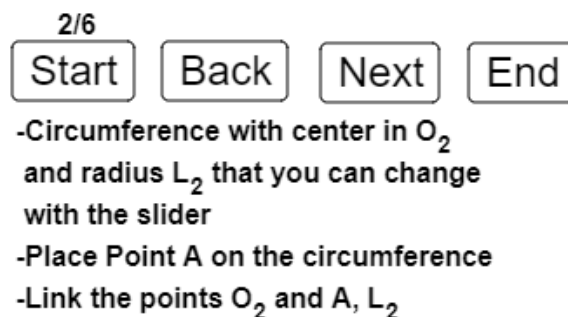 2/6
Start Back Next End
-Circumference with center in O₂
and radius L₂ that you can change
with the slider
-Place Point A on the circumference
-Link the points O₂ and A, L₂